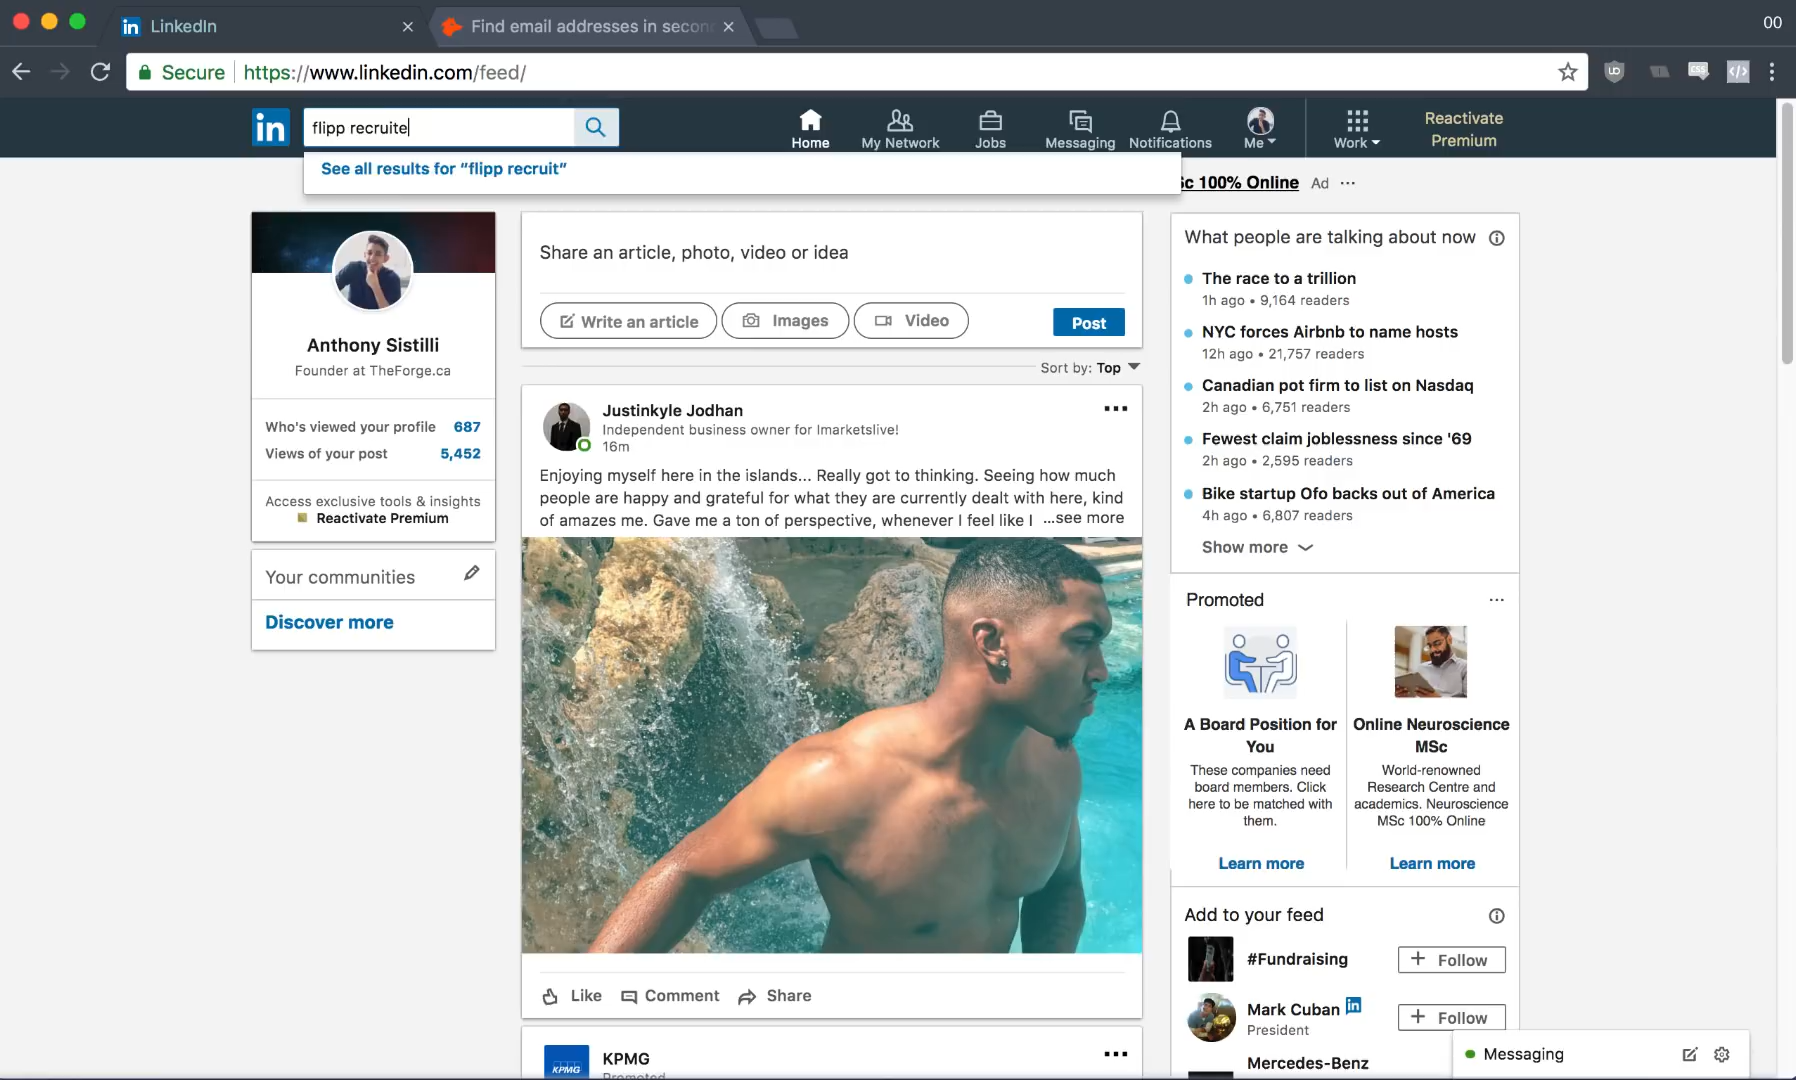 LinkedIn
Find email addresses in secon
00
Secure
https://www.linkedin.com/feed/
in
flipp recruite
Home
My Network
Jobs
Messaging
Notifications
Me
Work
Reactivate
Premium
See all results for “flipp recruit”
Sc 100% Online
Ad
Anthony Sistilli
Founder at TheForge.ca
Who's viewed your profile 687
Views of your post 5,452
Access exclusive tools & insights
Reactivate Premium
Your communities
Discover more
Share an article, photo, video or idea
Write an article
Images
Video
Post
Sort by: Top
Justinkyle Jodhan
Independent business owner for Imarketslive!
16m
Enjoying myself here in the islands... Really got to thinking. Seeing how much
people are happy and grateful for what they are currently dealt with here, kind
of amazes me. Gave me a ton of perspective, whenever I feel like I ...see more
Like
Comment
Share
KPMG
KPMG
Promoted
What people are talking about now
The race to a trillion
1h ago • 9,164 readers
NYC forces Airbnb to name hosts
12h ago • 21,757 readers
Canadian pot firm to list on Nasdaq
2h ago • 6,751 readers
Fewest claim joblessness since '69
2h ago • 2,595 readers
Bike startup Ofo backs out of America
4h ago • 6,807 readers
Show more
Promoted
A Board Position for
You
These companies need
board members. Click
here to be matched with
them.
Learn more
Online Neuroscience
MSc
World-renowned
Research Centre and
academics. Neuroscience
MSc 100% Online
Learn more
Add to your feed
#Fundraising
Follow
Mark Cuban in
President
Follow
Mercedes-Benz
Messaging